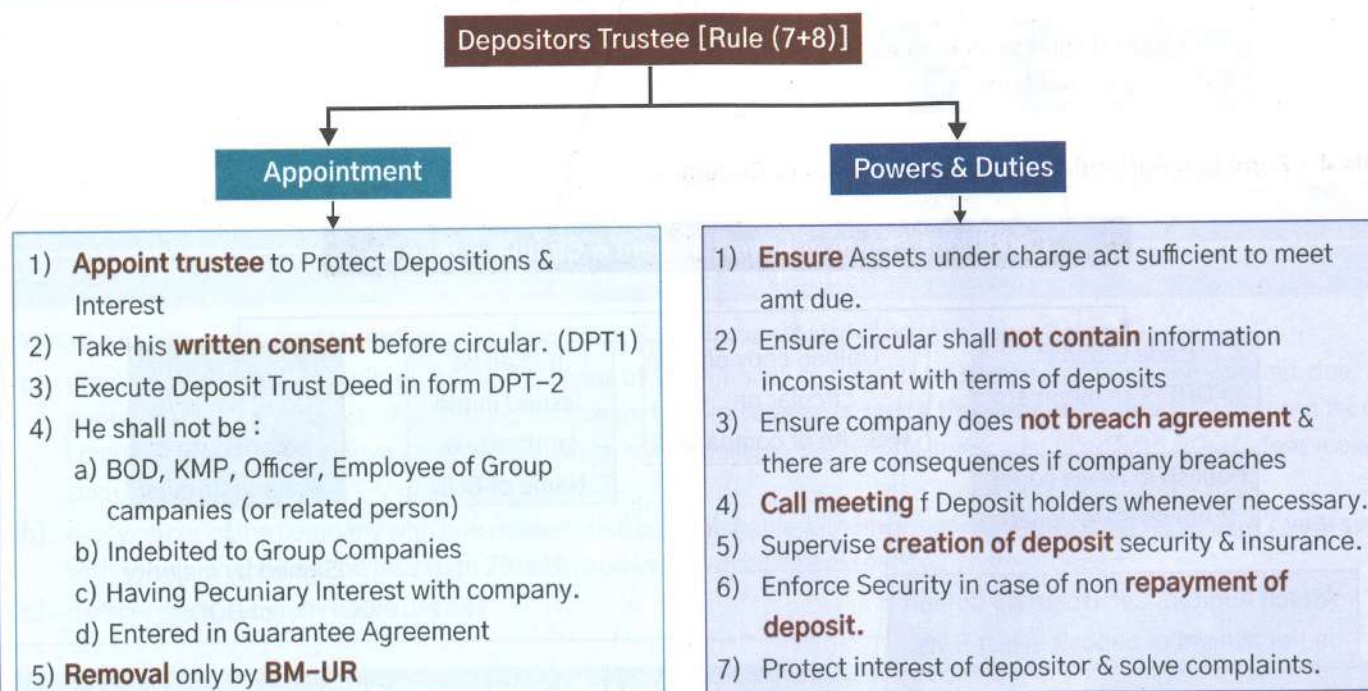 Depositors Trustee [Rule (7+8)]
Appointment
1) Appoint trustee to Protect Depositions &
Interest
2) Take his written consent before circular. (DPT1)
3) Execute Deposit Trust Deed in form DPT-2
4) He shall not be :
a) BOD, KMP, Officer, Employee of Group
companies (or related person)
b) Indebited to Group Companies
c) Having Pecuniary Interest with company.
d) Entered in Guarantee Agreement
5) Removal only by BM-UR
Powers & Duties
1) Ensure Assets under charge act sufficient to meet
amt due.
2) Ensure Circular shall not contain information
inconsistant with terms of deposits
3) Ensure company does not breach agreement &
there are consequences if company breaches
4) Call meeting f Deposit holders whenever necessary.
5) Supervise creation of deposit security & insurance.
6) Enforce Security in case of non repayment of
deposit.
7) Protect interest of depositor & solve complaints.